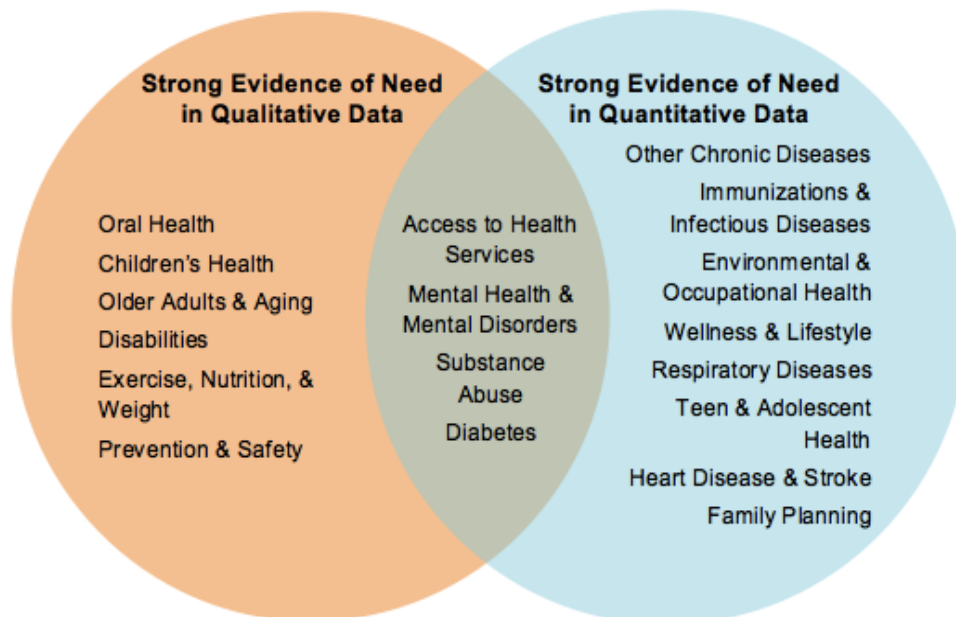 Strong Evidence of Need
in Qualitative Data
Oral Health
Children's Health
Older Adults & Aging
Disabilities
Exercise, Nutrition, &
Weight
Prevention & Safety
Access to Health
Services
Mental Health &
Mental Disorders
Substance
Abuse
Diabetes
Strong Evidence of Need
in Quantitative Data
Other Chronic Diseases
Immunizations &
Infectious Diseases
Environmental &
Occupational Health
Wellness & Lifestyle
Respiratory Diseases
Teen & Adolescent
Health
Heart Disease & Stroke
Family Planning